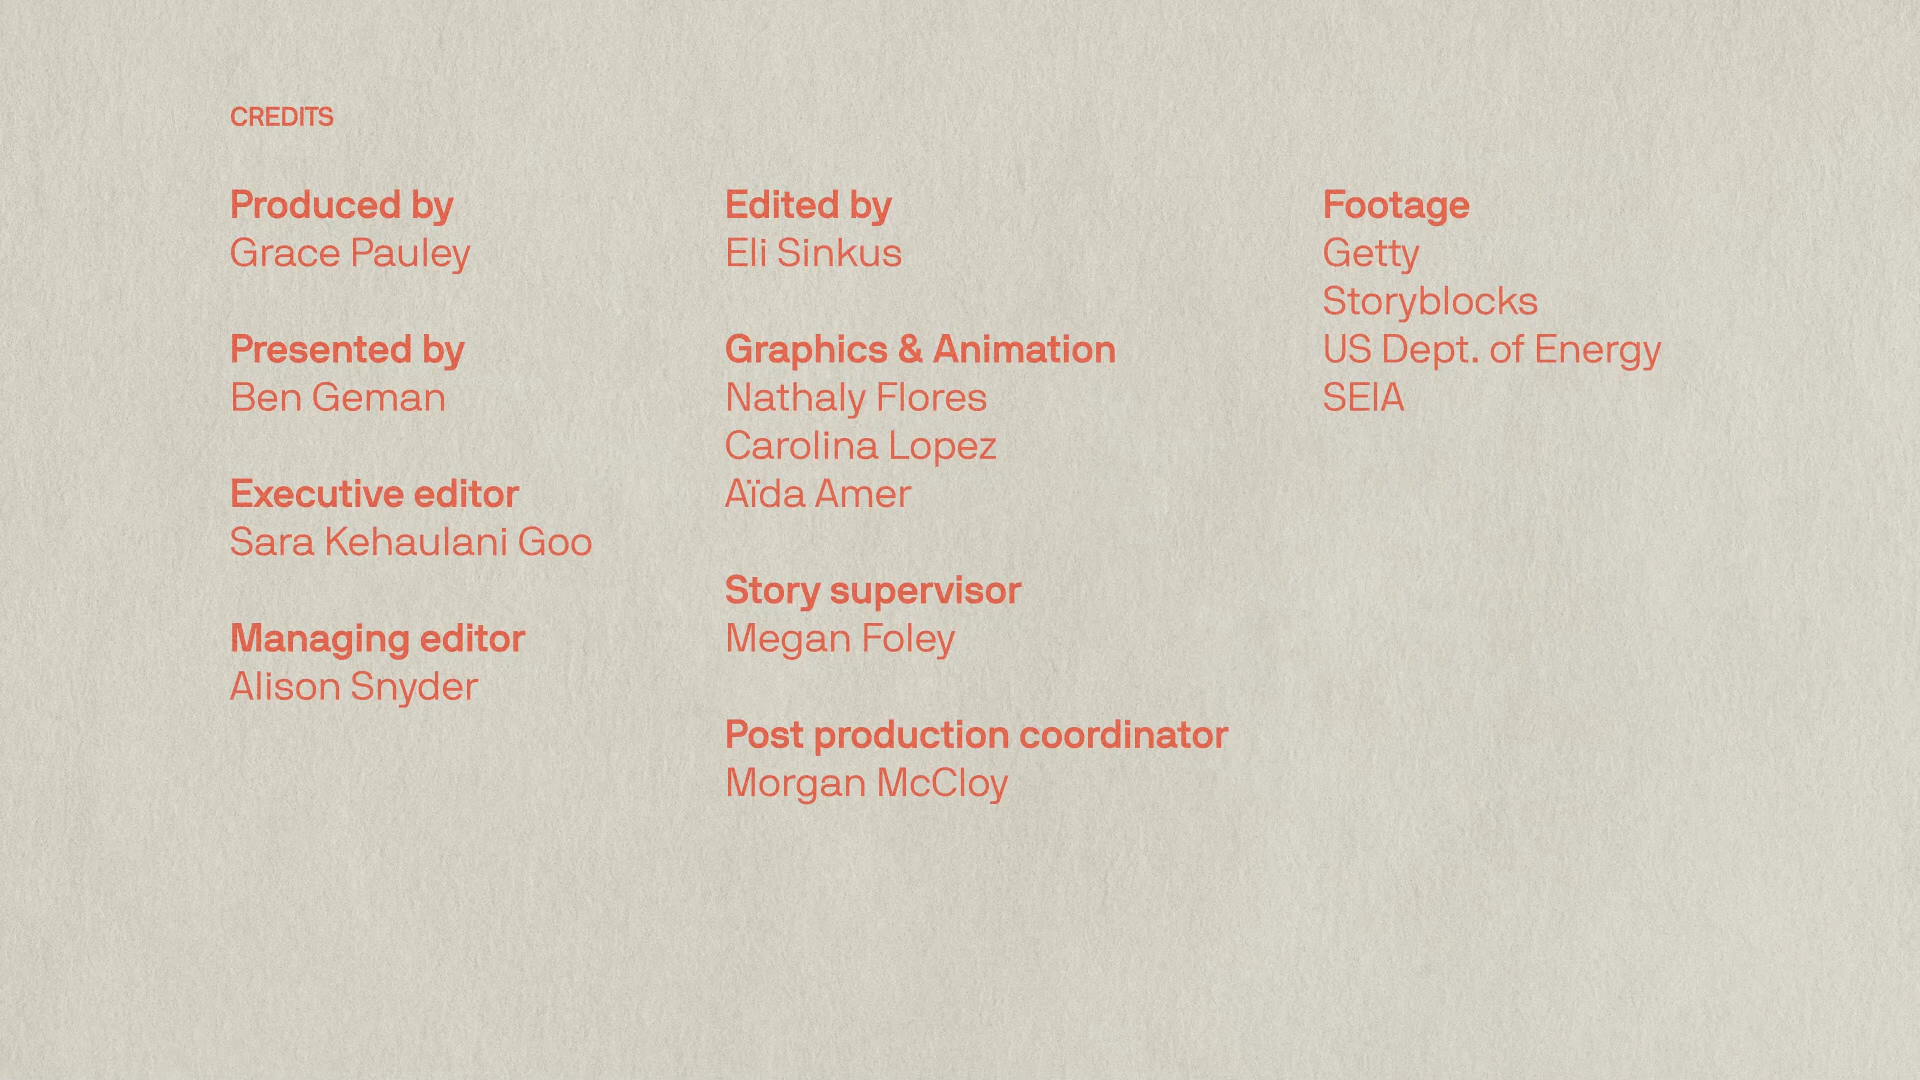 CREDITS
Produced by
Grace Pauley
Presented by
Ben Geman
Executive editor
Sara Kehaulani Goo
Managing editor
Alison Snyder
Edited by
Eli Sinkus
Graphics & Animation
Nathaly Flores
Carolina Lopez
Aïda Amer
Story supervisor
Megan Foley
Post production coordinator
Morgan McCloy
Footage
Getty
Storyblocks
US Dept. of Energy
SEIA